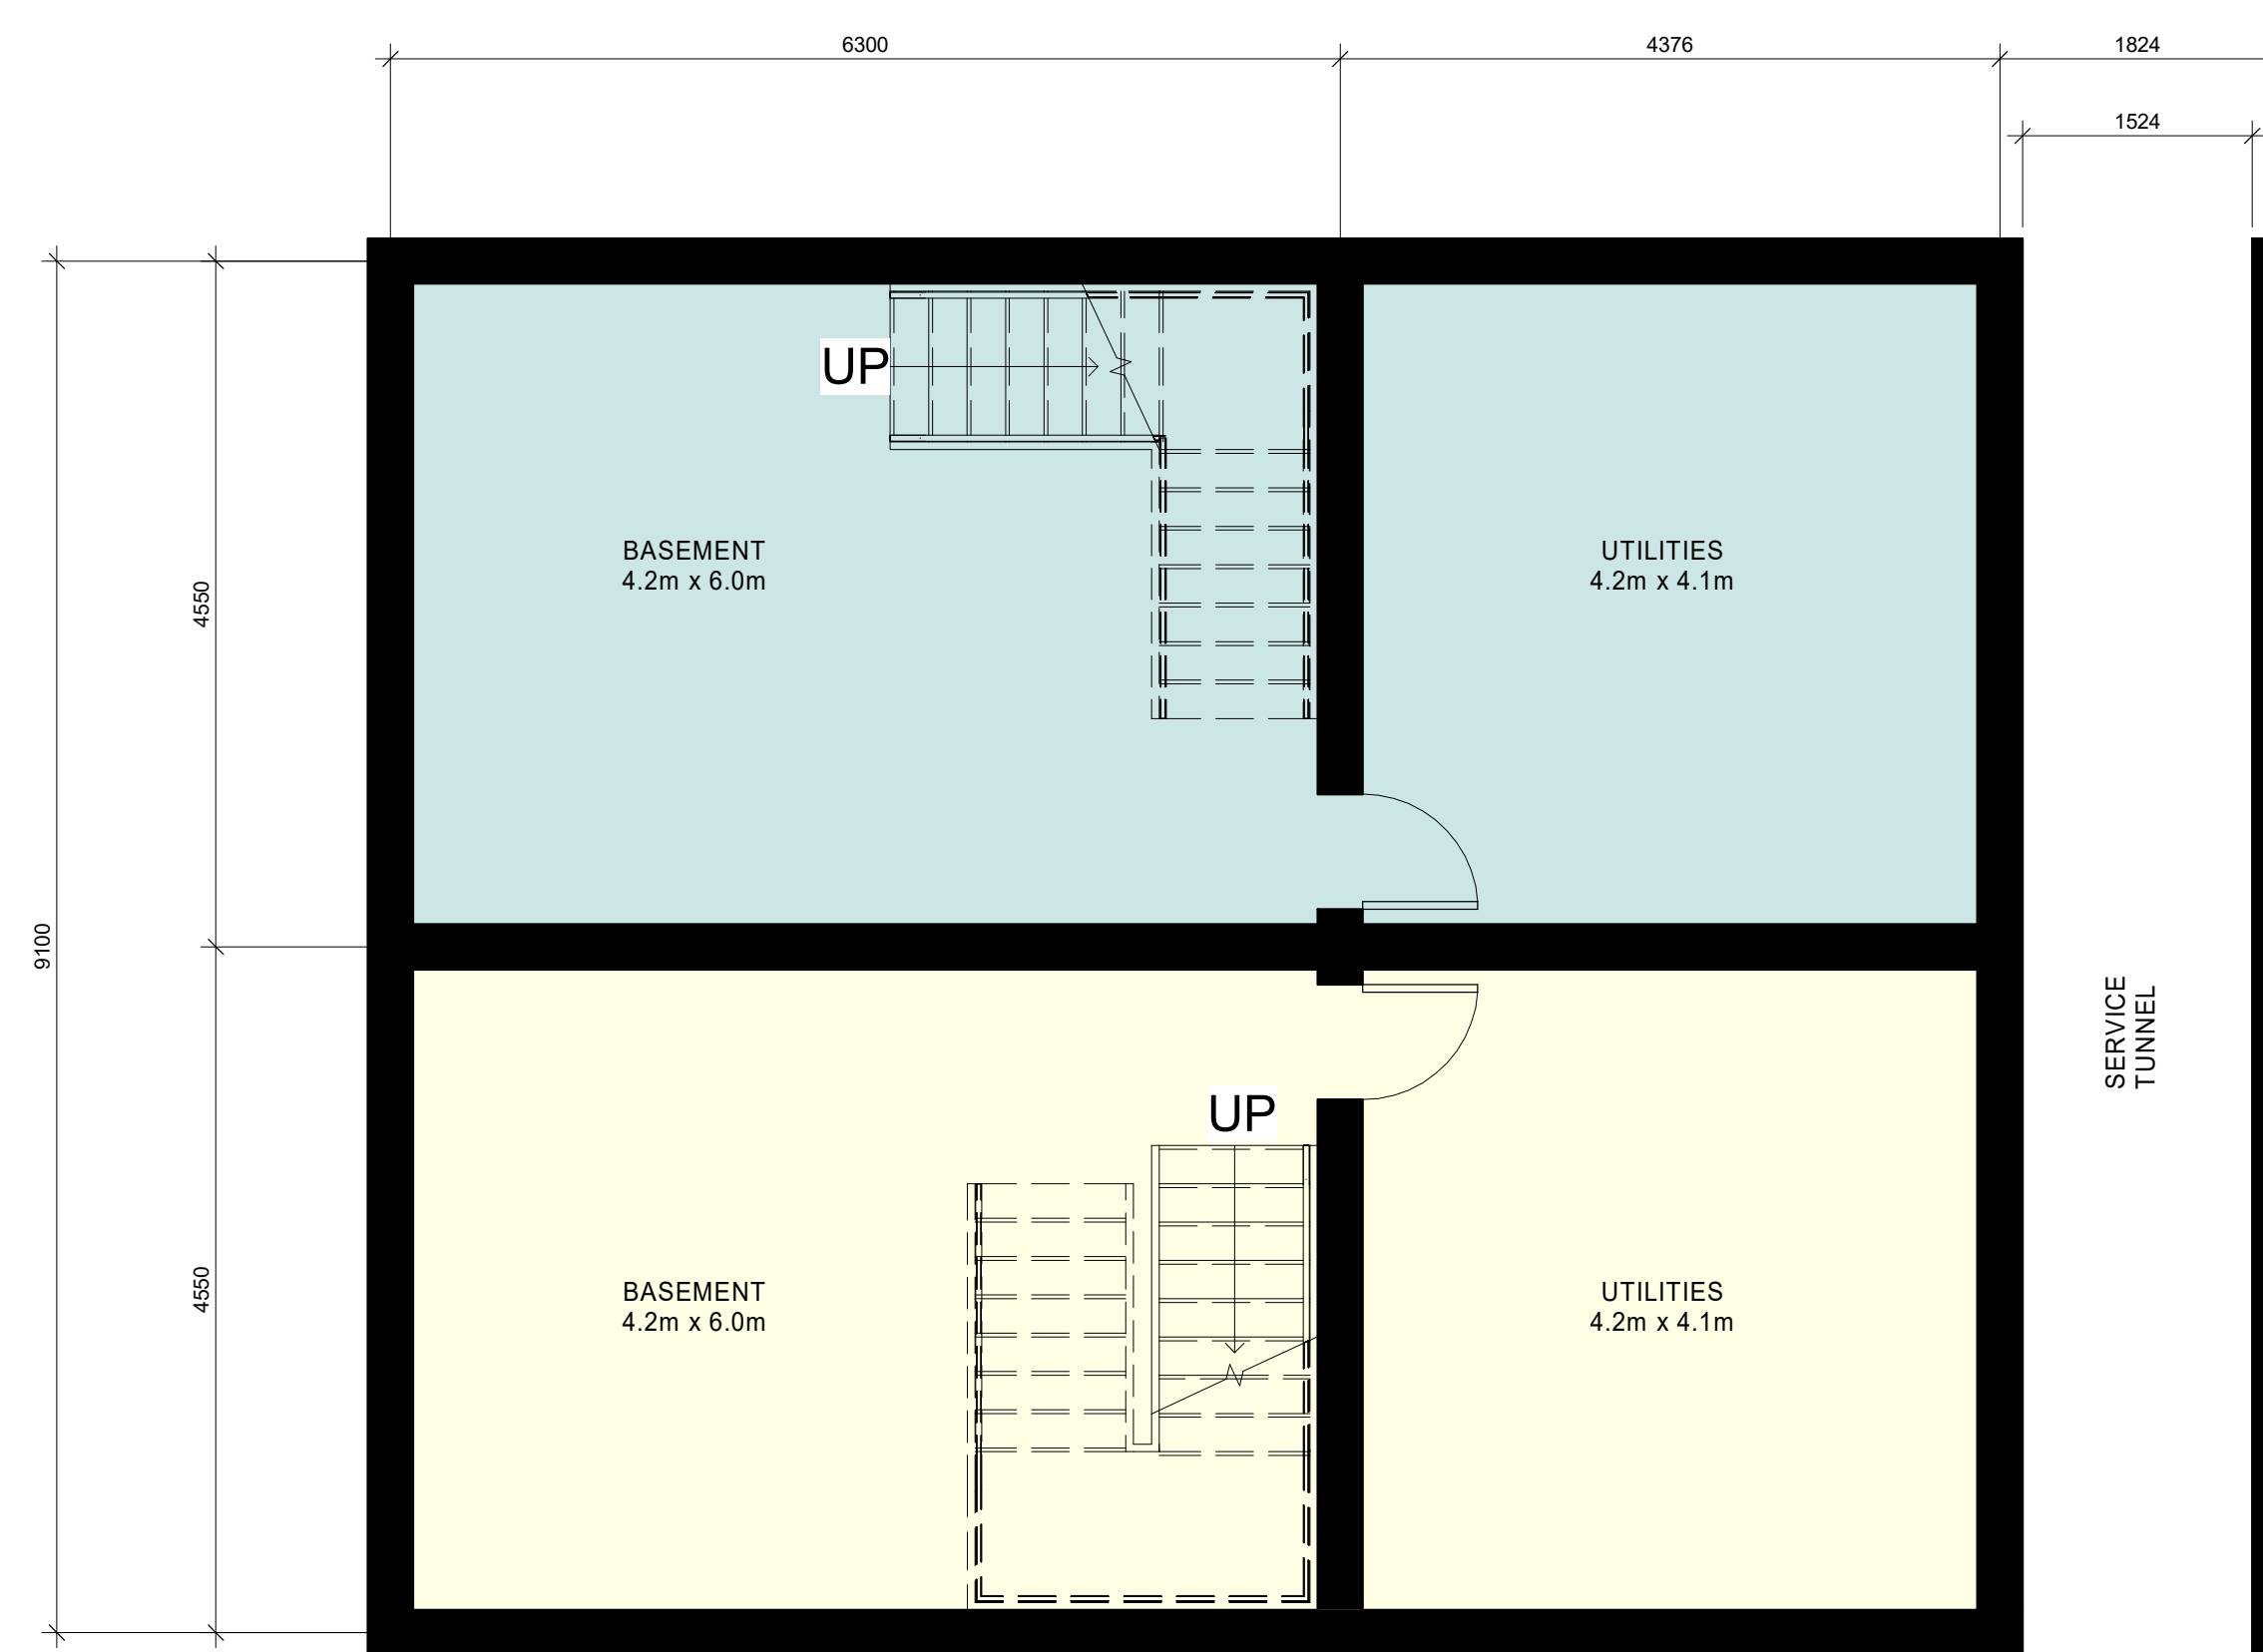 6300
4376
1824
1524
UP
BASEMENT
4.2m x 6.0m
UTILITIES
4.2m x 4.1m
4550
9100
SERVICE
TUNNEL
UP
BASEMENT
4.2m x 6.0m
UTILITIES
4.2m x 4.1m
4550